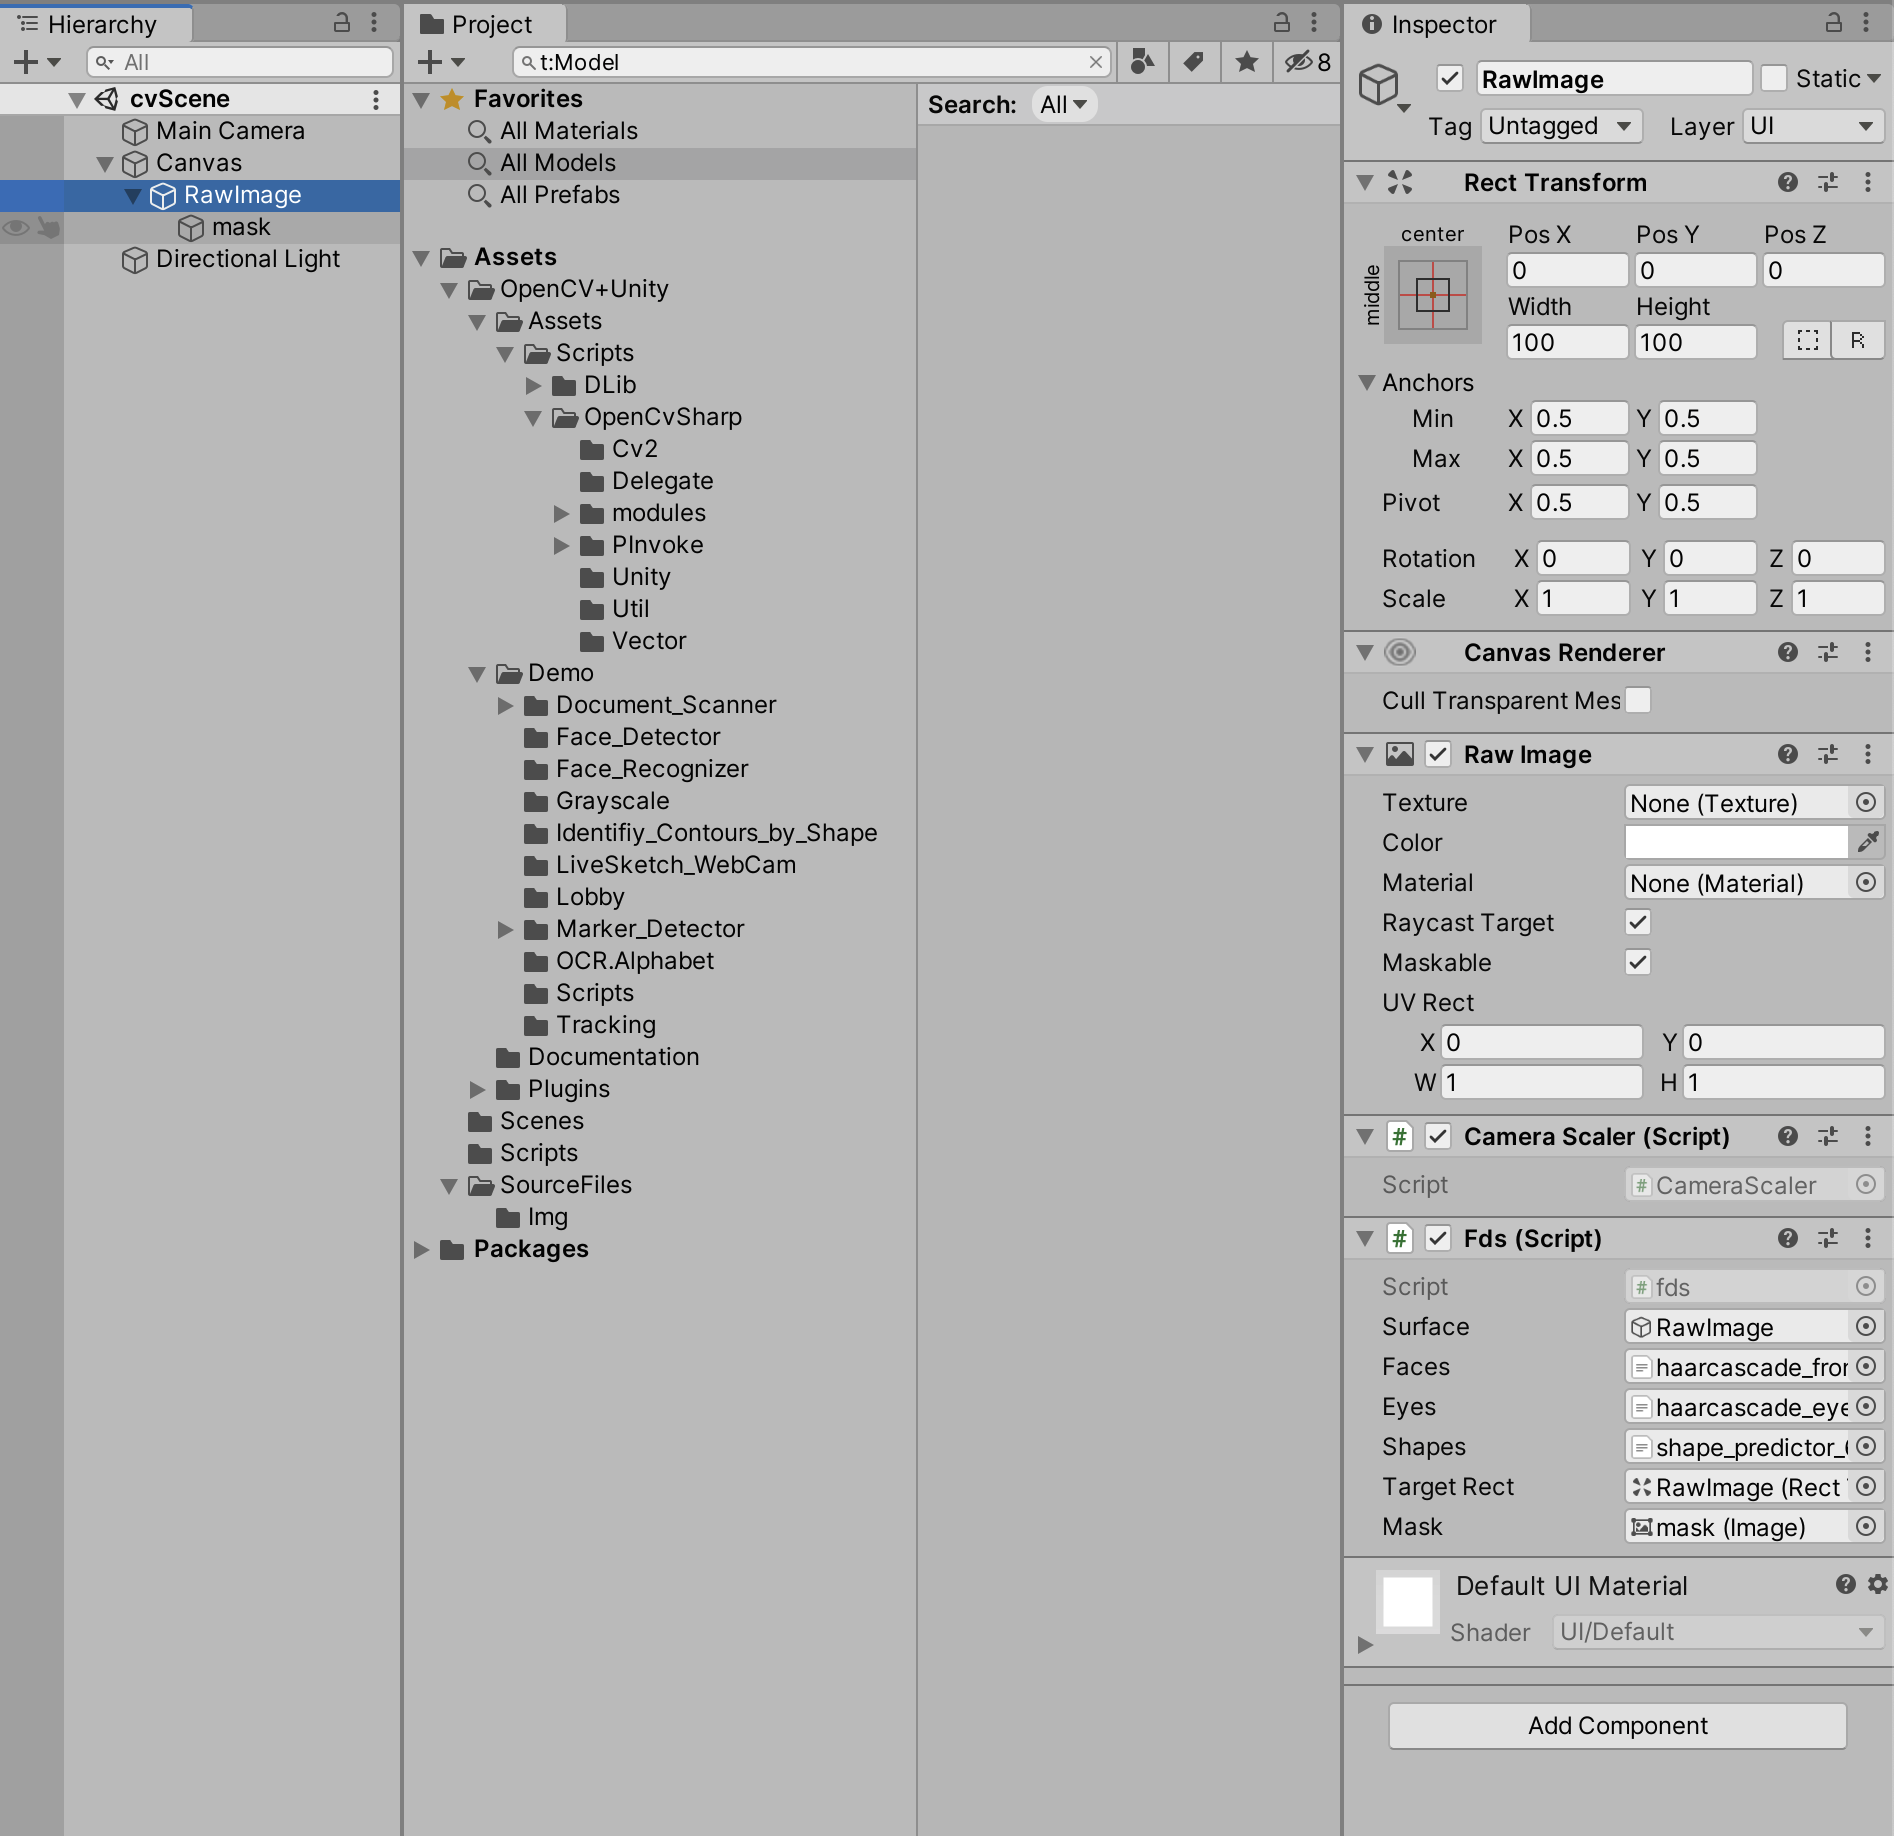 Hierarchy
All
cvScene
Main Camera
Canvas
RawImage
mask
Directional Light
Project
t:Model
8
Favorites
All Materials
All Models
All Prefabs
Assets
OpenCV+Unity
Assets
Scripts
DLib
OpenCvSharp
Cv2
Delegate
modules
PInvoke
Unity
Util
Vector
Demo
Document_Scanner
Face_Detector
Face_Recognizer
Grayscale
Identifiy_Contours_by_Shape
LiveSketch_WebCam
Lobby
Marker_Detector
OCR.Alphabet
Scripts
Tracking
Documentation
Plugins
Scenes
Scripts
SourceFiles
Img
Packages
Search: All
Inspector
RawImage Static
Tag Untagged Layer UI
Rect Transform
center Pos X Pos Y Pos Z
middle 0 0 0
Width Height
100 100 R
Anchors
Min X 0.5 Y 0.5
Max X 0.5 Y 0.5
Pivot X 0.5 Y 0.5
Rotation X 0 Y 0 Z 0
Scale X 1 Y 1 Z 1
Canvas Renderer
Cull Transparent Mes
Raw Image
Texture None (Texture)
Color
Material None (Material)
Raycast Target
Maskable
UV Rect
X 0 Y 0
W 1 H 1
# Camera Scaler (Script)
Script # CameraScaler
# Fds (Script)
Script # fds
Surface RawImage
Faces haarcascade_fron
Eyes haarcascade_eye
Shapes shape_predictor_
Target Rect RawImage (Rect
Mask mask (Image)
Default UI Material
Shader UI/Default
Add Component